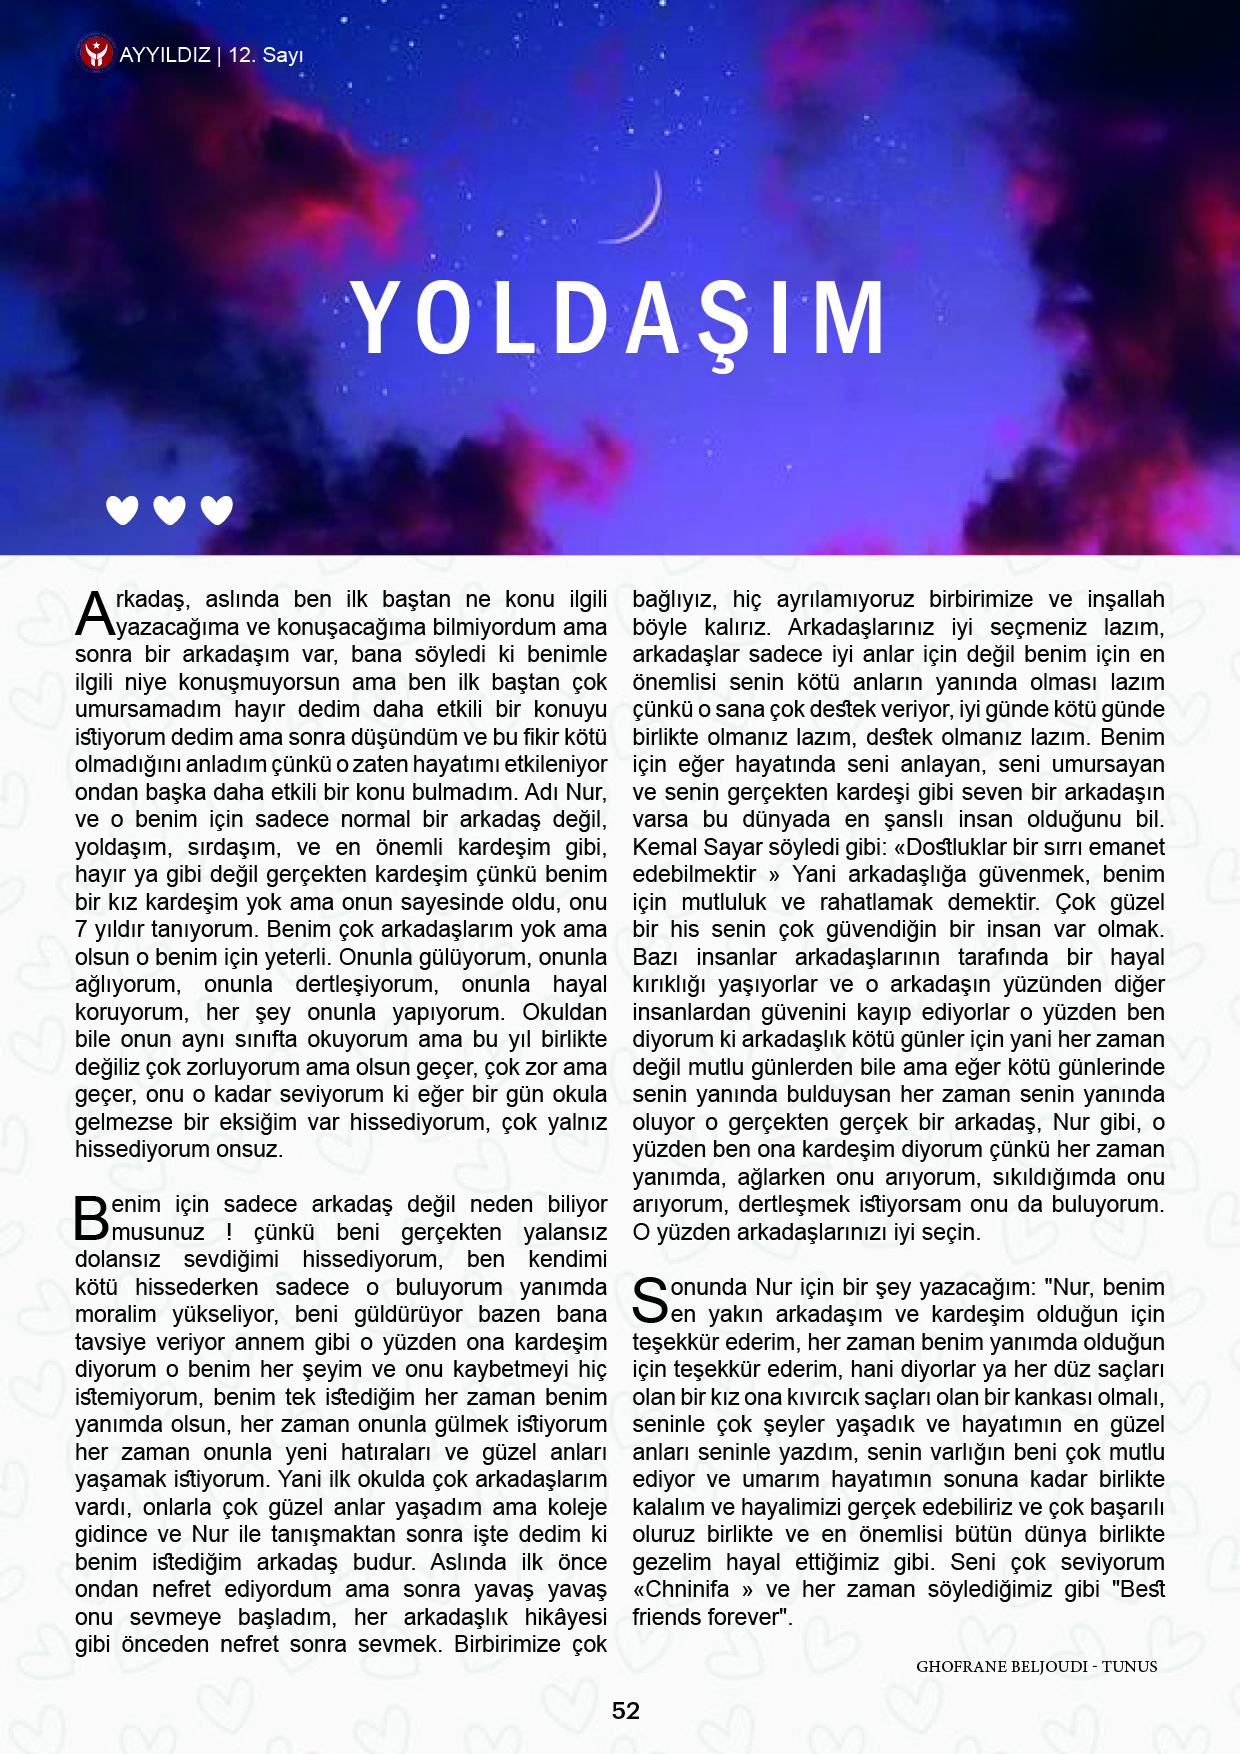 AYYILDIZ | 12. Sayı
YOLDAŞIM
Arkadaş, aslında ben ilk baştan ne konu ilgili
yazacağıma ve konuşacağıma bilmiyordum ama
sonra bir arkadaşım var, bana söyledi ki benimle
ilgili niye konuşmuyorsun ama ben ilk baştan çok
umursamadım hayır dedim daha etkili bir konuyu
istiyorum dedim ama sonra düşündüm ve bu fikir kötü
olmadığını anladım çünkü o zaten hayatımı etkileniyor
ondan başka daha etkili bir konu bulmadım. Adı Nur,
ve o benim için sadece normal bir arkadaş değil,
yoldaşım, sırdaşım, ve en önemli kardeşim gibi,
hayır ya gibi değil gerçekten kardeşim çünkü benim
bir kız kardeşim yok ama onun sayesinde oldu, onu
7 yıldır tanıyorum. Benim çok arkadaşlarım yok ama
olsun o benim için yeterli. Onunla gülüyorum, onunla
ağlıyorum, onunla dertleşiyorum, onunla hayal
koruyorum, her şey onunla yapıyorum. Okuldan
bile onun aynı sınıfta okuyorum ama bu yıl birlikte
değiliz çok zorluyorum ama olsun geçer, çok zor ama
geçer, onu o kadar seviyorum ki eğer bir gün okula
gelmezse bir eksiğim var hissediyorum, çok yalnız
hissediyorum onsuz.
Benim için sadece arkadaş değil neden biliyor
musunuz ! çünkü beni gerçekten yalansız
dolansız sevdiğimi hissediyorum, ben kendimi
kötü hissederken sadece o buluyorum yanımda
moralim yükseliyor, beni güldürüyor bazen bana
tavsiye veriyor annem gibi o yüzden ona kardeşim
diyorum o benim her şeyim ve onu kaybetmeyi hiç
istemiyorum, benim tek istediğim her zaman benim
yanımda olsun, her zaman onunla gülmek istiyorum
her zaman onunla yeni hatıraları ve güzel anları
yaşamak istiyorum. Yani ilk okulda çok arkadaşlarım
vardı, onlarla çok güzel anlar yaşadım ama koleje
gidince ve Nur ile tanışmaktan sonra işte dedim ki
benim istediğim arkadaş budur. Aslında ilk önce
ondan nefret ediyordum ama sonra yavaş yavaş
onu sevmeye başladım, her arkadaşlık hikâyesi
gibi önceden nefret sonra sevmek. Birbirimize çok
bağlıyız, hiç ayrılamıyoruz birbirimize ve inşallah
böyle kalırız. Arkadaşlarınız iyi seçmeniz lazım,
arkadaşlar sadece iyi anlar için değil benim için en
önemlisi senin kötü anların yanında olması lazım
çünkü o sana çok destek veriyor, iyi günde kötü günde
birlikte olmanız lazım, destek olmanız lazım. Benim
için eğer hayatında seni anlayan, seni umursayan
ve senin gerçekten kardeşi gibi seven bir arkadaşın
varsa bu dünyada en şanslı insan olduğunu bil.
Kemal Sayar söyledi gibi: «Dostluklar bir sırrı emanet
edebilmektir » Yani arkadaşlığa güvenmek, benim
için mutluluk ve rahatlamak demektir. Çok güzel
bir his senin çok güvendiğin bir insan var olmak.
Bazı insanlar arkadaşlarının tarafında bir hayal
kırıklığı yaşıyorlar ve o arkadaşın yüzünden diğer
insanlardan güvenini kayıp ediyorlar o yüzden ben
diyorum ki arkadaşlık kötü günler için yani her zaman
değil mutlu günlerden bile ama eğer kötü günlerinde
senin yanında bulduysan her zaman senin yanında
oluyor o gerçekten gerçek bir arkadaş, Nur gibi, o
yüzden ben ona kardeşim diyorum çünkü her zaman
yanımda, ağlarken onu arıyorum, sıkıldığımda onu
arıyorum, dertleşmek istiyorsam onu da buluyorum.
O yüzden arkadaşlarınızı iyi seçin.
Sonunda Nur için bir şey yazacağım: "Nur, benim
en yakın arkadaşım ve kardeşim olduğun için
teşekkür ederim, her zaman benim yanımda olduğun
için teşekkür ederim, hani diyorlar ya her düz saçları
olan bir kız ona kıvırcık saçları olan bir kankası olmalı,
seninle çok şeyler yaşadık ve hayatımın en güzel
anları seninle yazdım, senin varlığın beni çok mutlu
ediyor ve umarım hayatımın sonuna kadar birlikte
kalalım ve hayalimizi gerçek edebiliriz ve çok başarılı
oluruz birlikte ve en önemlisi bütün dünya birlikte
gezelim hayal ettiğimiz gibi. Seni çok seviyorum
«Chninifa » ve her zaman söylediğimiz gibi "Best
friends forever".
GHOFRANE BELJOUDI - TUNUS
52